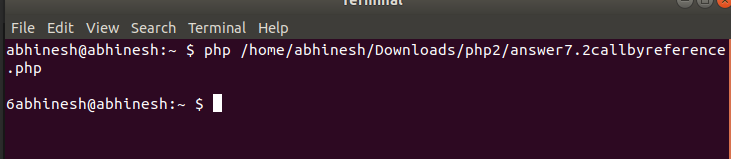 Terminal
File Edit View Search Terminal Help
abhinesh@abhinesh:~ $ php /home/abhinesh/Downloads/php2/answer7.2callbyreference
.php
6abhinesh@abhinesh:~ $